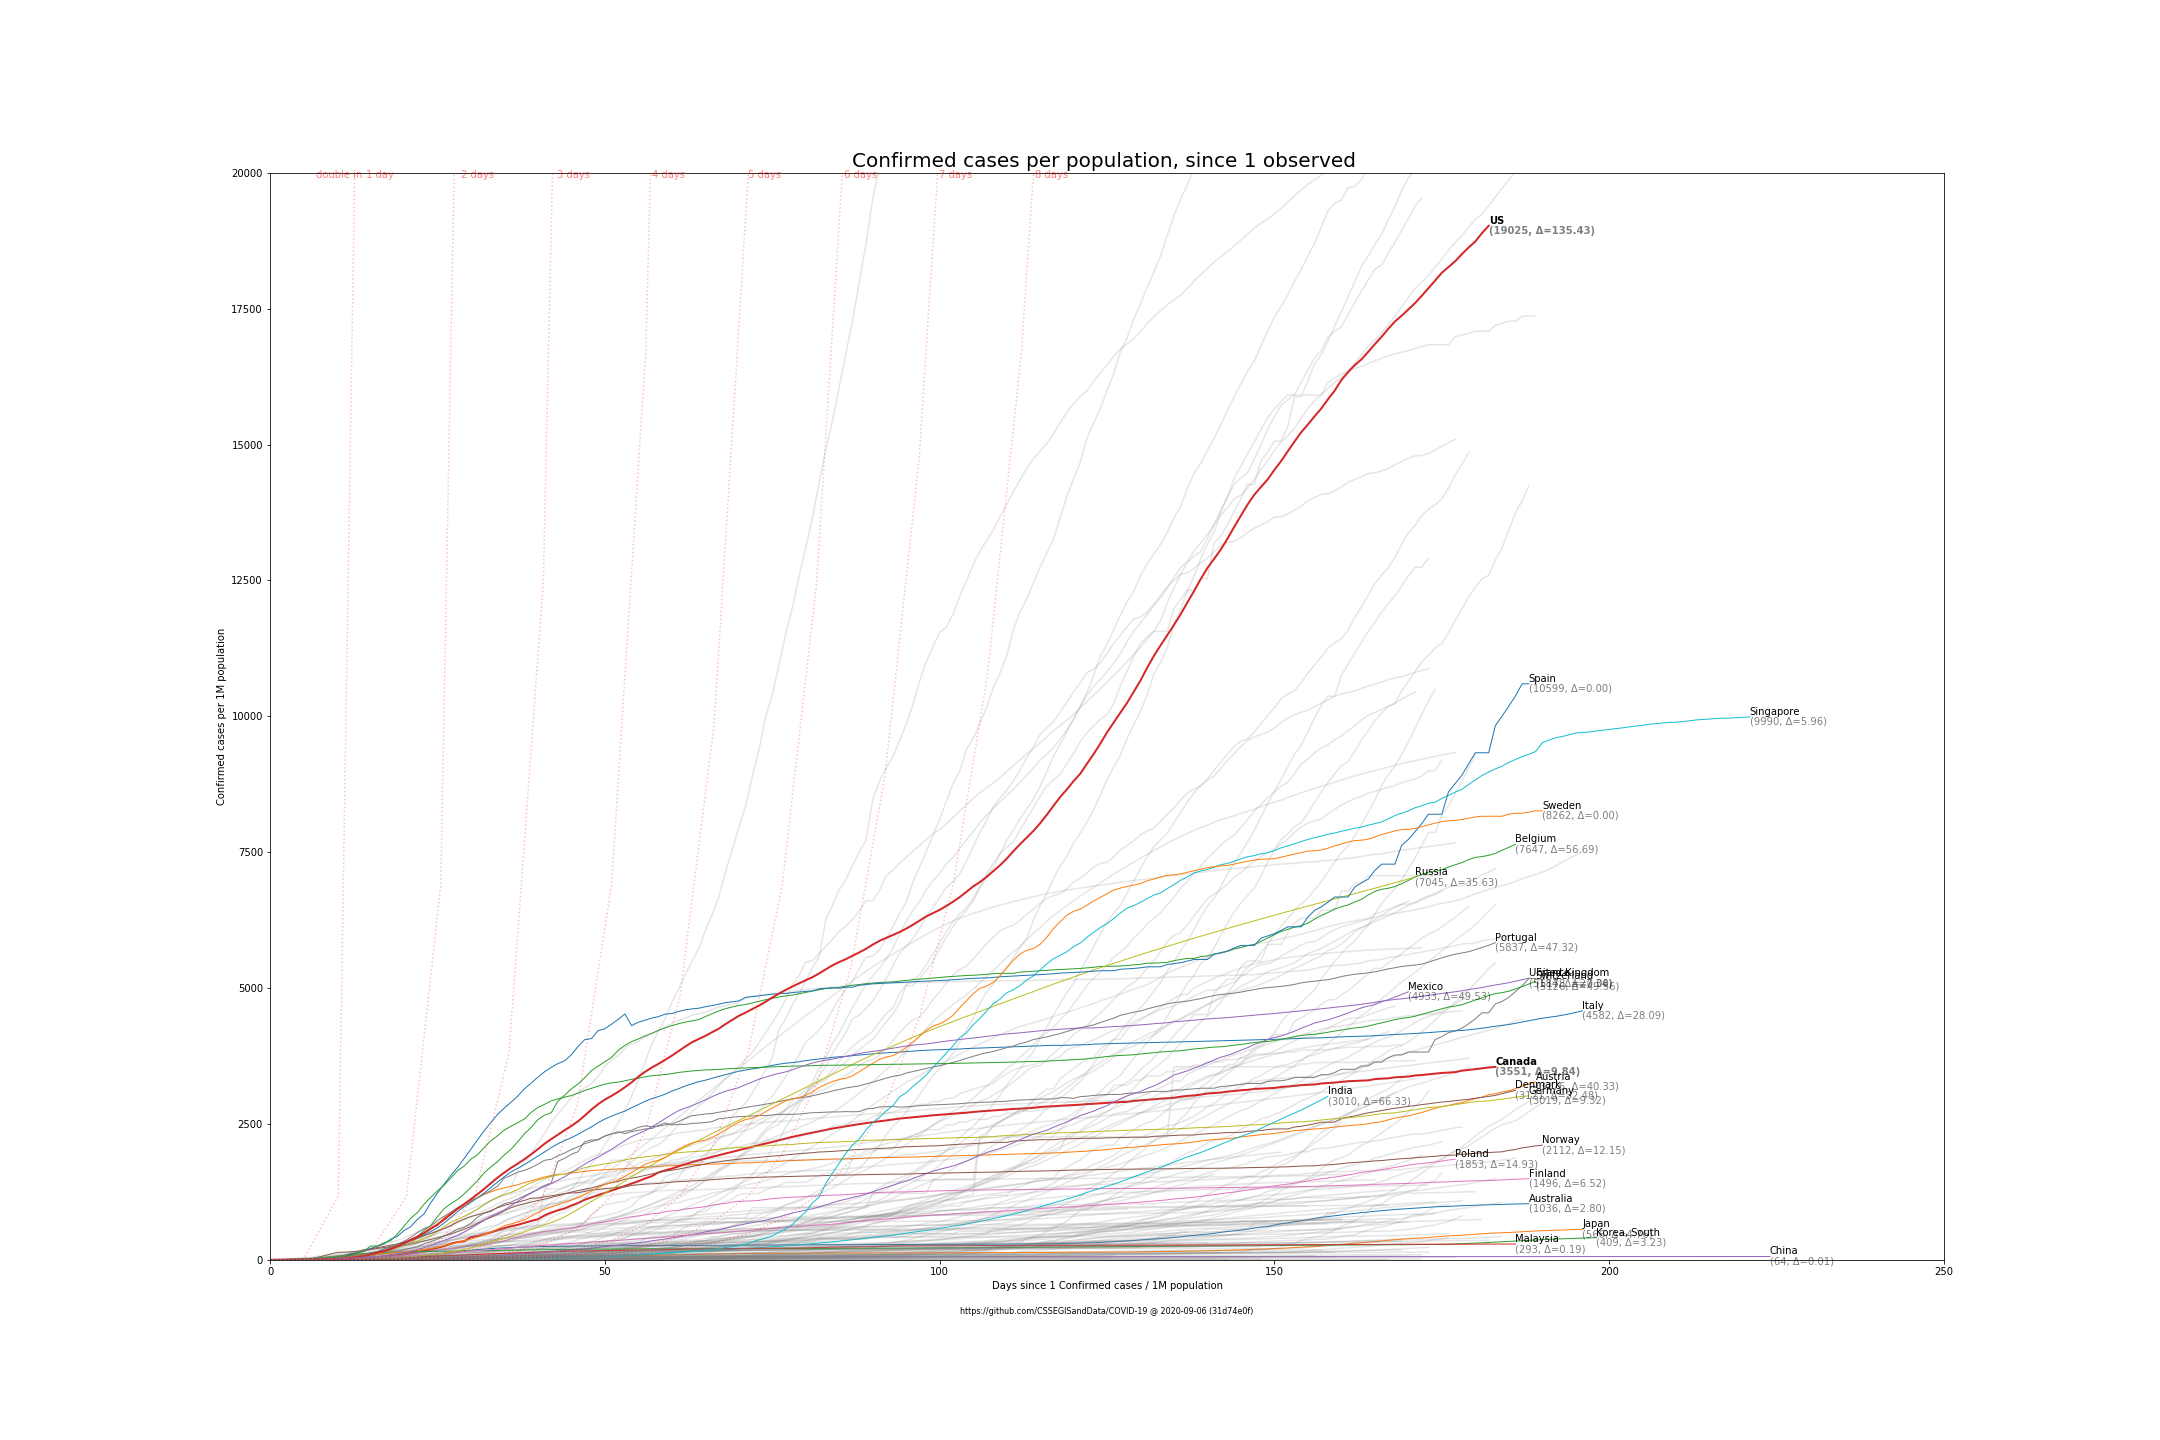 Confirmed cases per population, since 1 observed
20000
double in 1 day
2 days
3 days
4 days
5 days
6 days
7 days
8 days
US
(19025, Δ=135.43)
17500
15000
12500
Spain
(10599, Δ=0.00)
Singapore
(9990, Δ=5.96)
10000
Sweden
(8262, Δ=0.00)
Belgium
(7647, Δ=56.69)
7500
Russia
(7045, Δ=35.63)
Portugal
(5837, Δ=47.32)
United Kingdom
5000
Mexico
(4933, Δ=49.53)
Italy
(4582, Δ=28.09)
Canada
(3551, Δ=9.84)
Austria
Denmark
Germany
(3019, Δ=9.32)
India
(3010, Δ=66.33)
2500
Norway
(2112, Δ=12.15)
Poland
(1853, Δ=14.93)
Finland
(1496, Δ=6.52)
Australia
(1036, Δ=2.80)
Japan
Korea, South
(409, Δ=3.23)
Malaysia
(293, Δ=0.19)
China
(64, Δ=0.01)
0
Confirmed cases per 1M population
0
50
100
150
200
250
Days since 1 Confirmed cases / 1M population
https://github.com/CSSEGISandData/COVID-19 @ 2020-09-06 (31d74e0f)